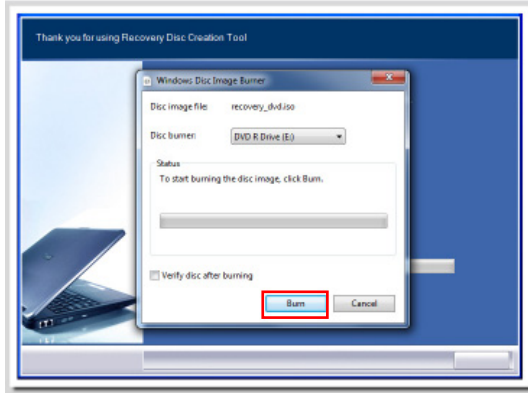 Thank you for using Recovery Disc Creation Tool
Windows Disc Image Burner
Disc image file: recovery_dvd.iso
Disc burner: DVD R Drive (E:)
Status
To start burning the disc image, click Burn.
Verify disc after burning
Burn Cancel